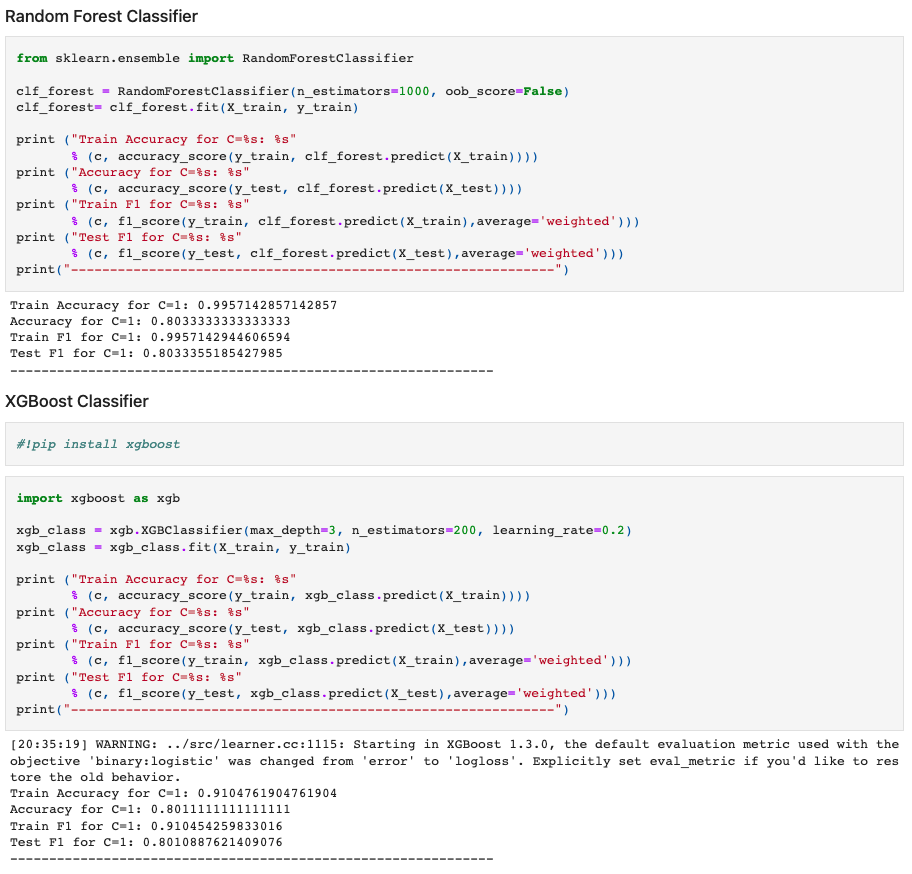 Random Forest Classifier
from sklearn.ensemble import RandomForestClassifier
clf_forest = RandomForestClassifier(n_estimators=1000, oob_score=False)
clf_forest= clf_forest.fit(X_train, y_train)
print ("Train Accuracy for C=%s: %s"
% (c, accuracy_score(y_train, clf_forest.predict(X_train))))
print ("Accuracy for C=%s: %s"
% (c, accuracy_score(y_test, clf_forest.predict(X_test))))
print ("Train F1 for C=%s: %s"
% (c, f1_score(y_train, clf_forest.predict(X_train),average='weighted')))
print ("Test F1 for C=%s: %s"
% (c, f1_score(y_test, clf_forest.predict(X_test),average='weighted')))
print("--------------------------------------------------------------")
Train Accuracy for C=1: 0.9957142857142857
Accuracy for C=1: 0.8033333333333333
Train F1 for C=1: 0.9957142944606594
Test F1 for C=1: 0.8033355185427985
--------------------------------------------------------------
XGBoost Classifier
#!pip install xgboost
import xgboost as xgb
xgb_class = xgb.XGBClassifier(max_depth=3, n_estimators=200, learning_rate=0.2)
xgb_class = xgb_class.fit(X_train, y_train)
print ("Train Accuracy for C=%s: %s"
% (c, accuracy_score(y_train, xgb_class.predict(X_train))))
print ("Accuracy for C=%s: %s"
% (c, accuracy_score(y_test, xgb_class.predict(X_test))))
print ("Train F1 for C=%s: %s"
% (c, f1_score(y_train, xgb_class.predict(X_train),average='weighted')))
print ("Test F1 for C=%s: %s"
% (c, f1_score(y_test, xgb_class.predict(X_test),average='weighted')))
print("--------------------------------------------------------------")
[20:35:19] WARNING: ../src/learner.cc:1115: Starting in XGBoost 1.3.0, the default evaluation metric used with the
objective 'binary:logistic' was changed from 'error' to 'logloss'. Explicitly set eval_metric if you'd like to res
tore the old behavior.
Train Accuracy for C=1: 0.9104761904761904
Accuracy for C=1: 0.8011111111111111
Train F1 for C=1: 0.910454259833016
Test F1 for C=1: 0.8010887621409076
--------------------------------------------------------------